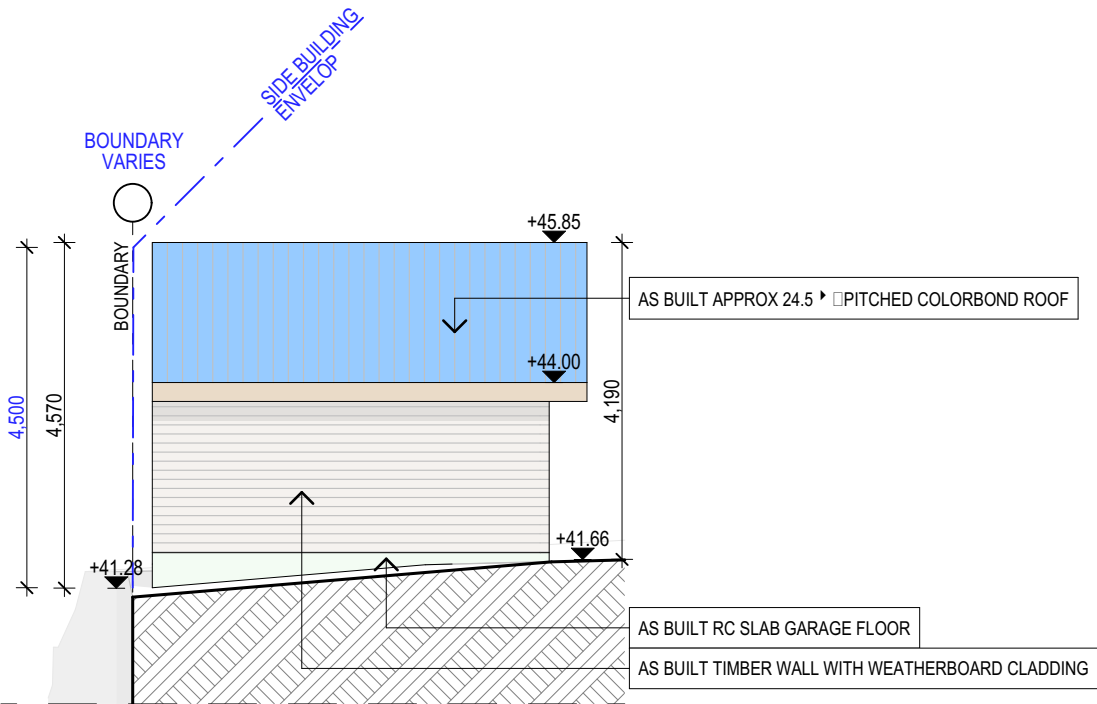 SIDE BUILDING
ENVELOP
BOUNDARY
VARIES
BOUNDARY
+45.85
AS BUILT APPROX 24.5 PITCHED COLORBOND ROOF
+44.00
4,500
4,570
4,190
+41.66
+41.28
AS BUILT RC SLAB GARAGE FLOOR
AS BUILT TIMBER WALL WITH WEATHERBOARD CLADDING